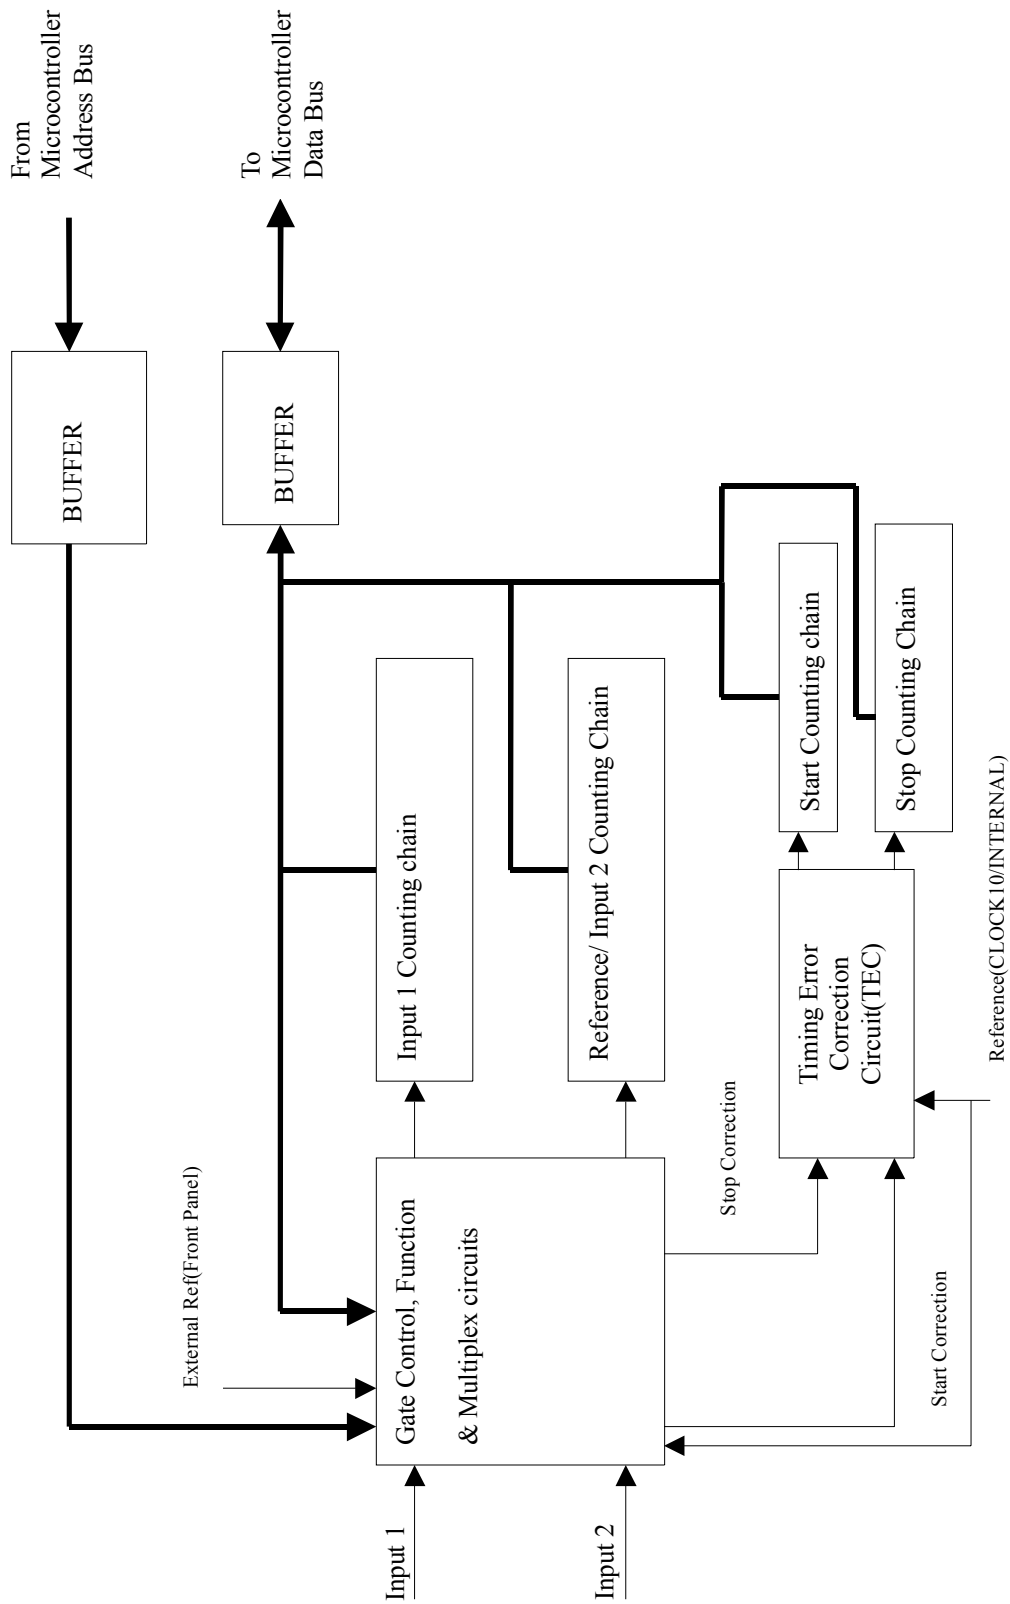 From
Microcontroller
Address Bus
To
Microcontroller
Data Bus
BUFFER
BUFFER
External Ref(Front Panel)
Input 1
Input 2
Gate Control, Function
& Multiplex circuits
Input 1 Counting chain
Reference/ Input 2 Counting Chain
Stop Correction
Start Correction
Timing Error
Correction
Circuit(TEC)
Start Counting chain
Stop Counting Chain
Reference(CLOCK10/INTERNAL)